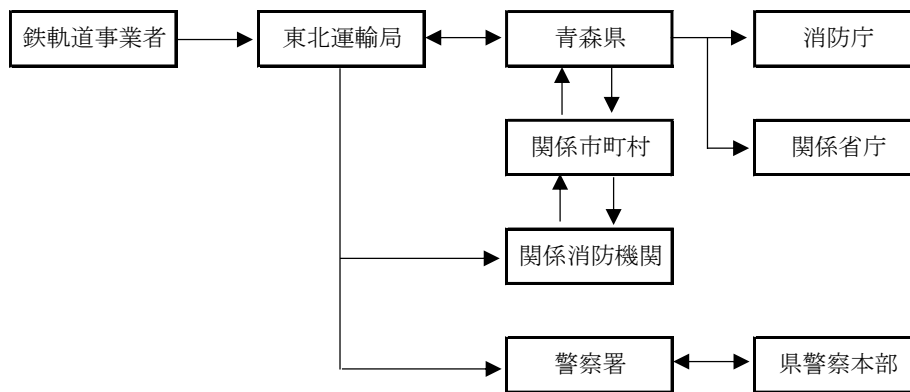 鉄軌道事業者
東北運輸局
青森県
消防庁
関係市町村
関係省庁
関係消防機関
警察署
県警察本部